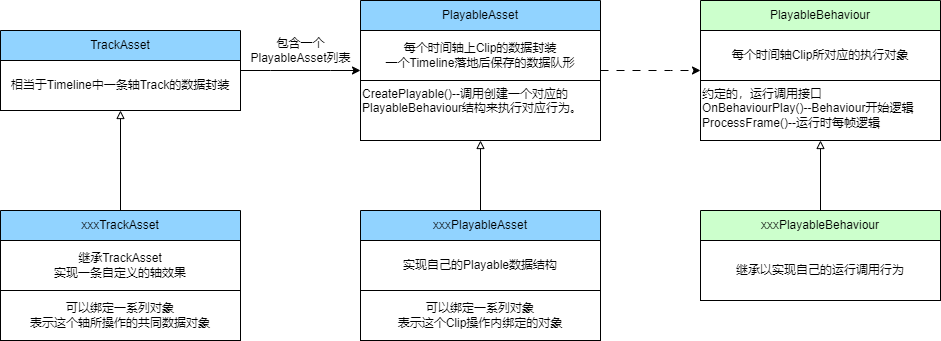 TrackAsset
相当于Timeline中一条轴Track的数据封装
包含一个
PlayableAsset列表
PlayableAsset
每个时间轴上Clip的数据封装
一个Timeline落地后保存的数据队形
CreatePlayable()--调用创建一个对应的
PlayableBehaviour结构来执行对应行为。
PlayableBehaviour
每个时间轴Clip所对应的执行对象
约定的，运行调用接口
OnBehaviourPlay()--Behaviour开始逻辑
ProcessFrame()--运行时每帧逻辑
xxxTrackAsset
继承TrackAsset
实现一条自定义的轴效果
可以绑定一系列对象
表示这个轴所操作的共同数据对象
xxxPlayableAsset
实现自己的Playable数据结构
可以绑定一系列对象
表示这个Clip操作内绑定的对象
xxxPlayableBehaviour
继承以实现自己的运行调用行为